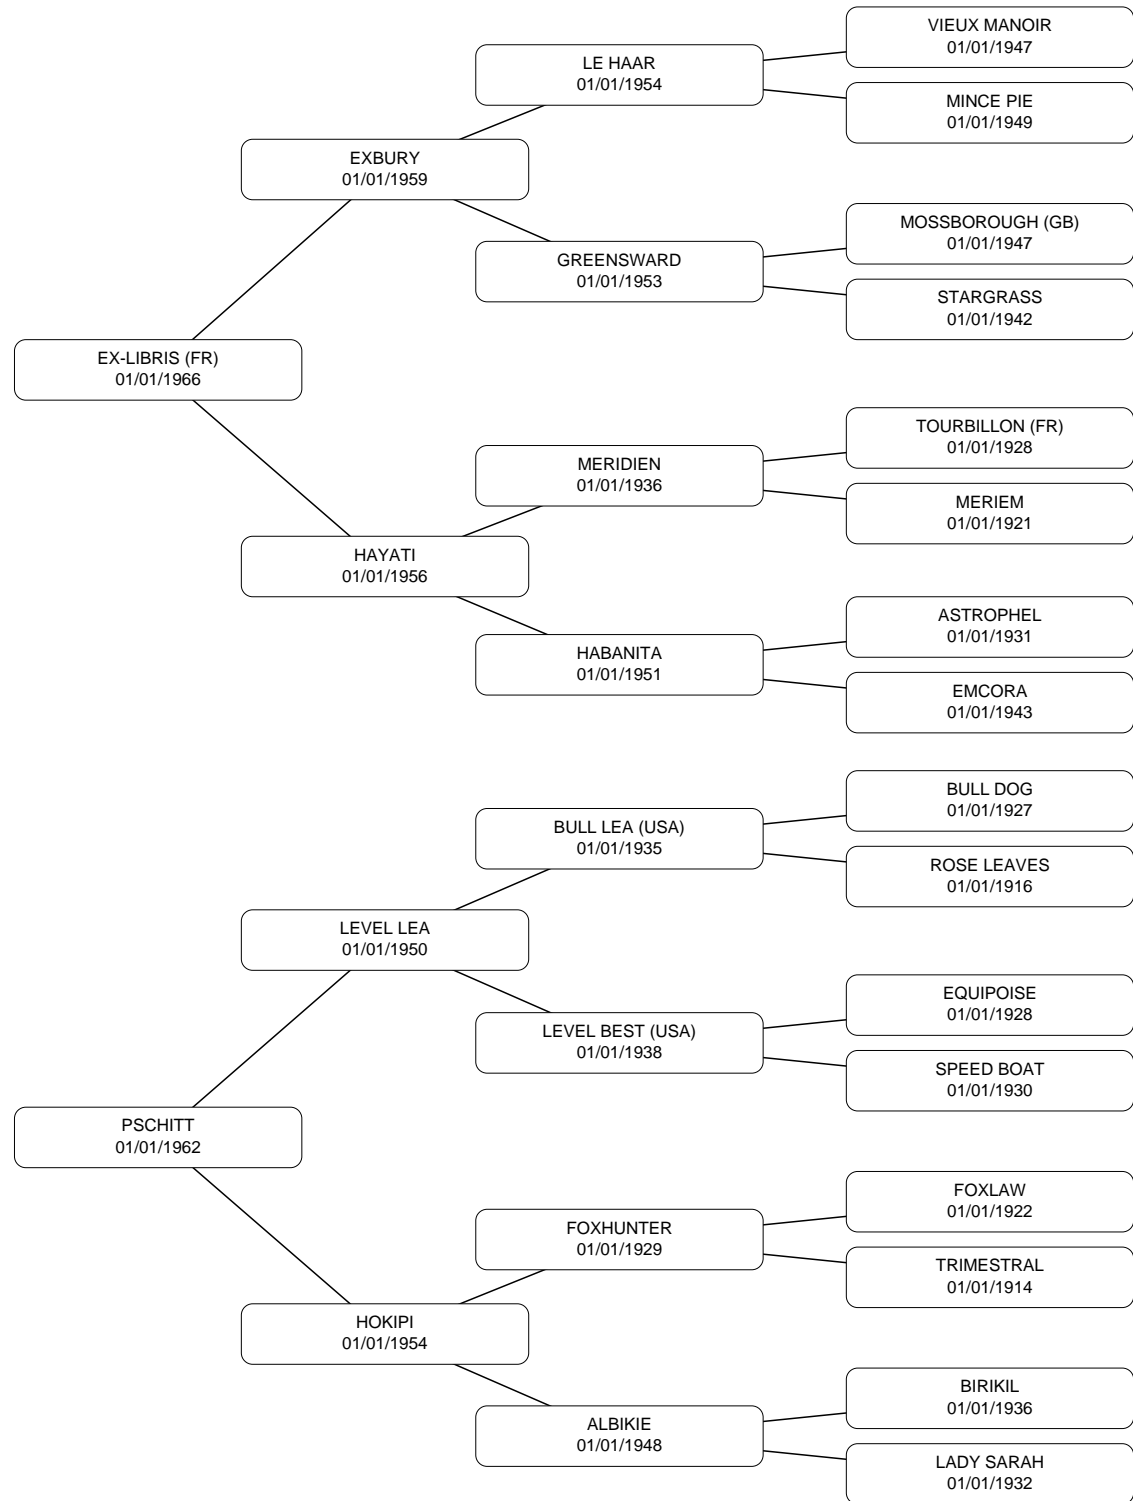 VIEUX MANOIR
01/01/1947
LE HAAR
01/01/1954
MINCE PIE
01/01/1949
EXBURY
01/01/1959
MOSSBOROUGH (GB)
01/01/1947
GREENSWARD
01/01/1953
STARGRASS
01/01/1942
EX-LIBRIS (FR)
01/01/1966
TOURBILLON (FR)
01/01/1928
MERIDIEN
01/01/1936
MERIEM
01/01/1921
HAYATI
01/01/1956
ASTROPHEL
01/01/1931
HABANITA
01/01/1951
EMCORA
01/01/1943
BULL DOG
01/01/1927
BULL LEA (USA)
01/01/1935
ROSE LEAVES
01/01/1916
LEVEL LEA
01/01/1950
EQUIPOISE
01/01/1928
LEVEL BEST (USA)
01/01/1938
SPEED BOAT
01/01/1930
PSCHITT
01/01/1962
FOXLAW
01/01/1922
FOXHUNTER
01/01/1929
TRIMESTRAL
01/01/1914
HOKIPI
01/01/1954
BIRIKIL
01/01/1936
ALBIKIE
01/01/1948
LADY SARAH
01/01/1932